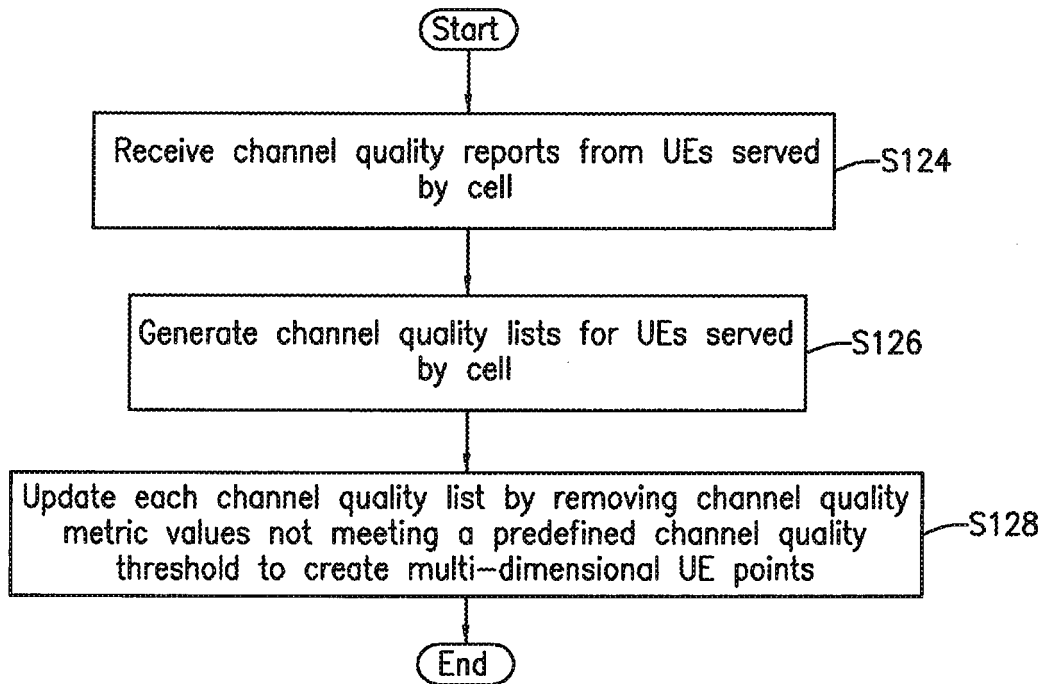 Start
Receive channel quality reports from UEs served
by cell
S124
Generate channel quality lists for UEs served
by cell
S126
Update each channel quality list by removing channel quality
metric values not meeting a predefined channel quality
threshold to create multi-dimensional UE points
S128
End